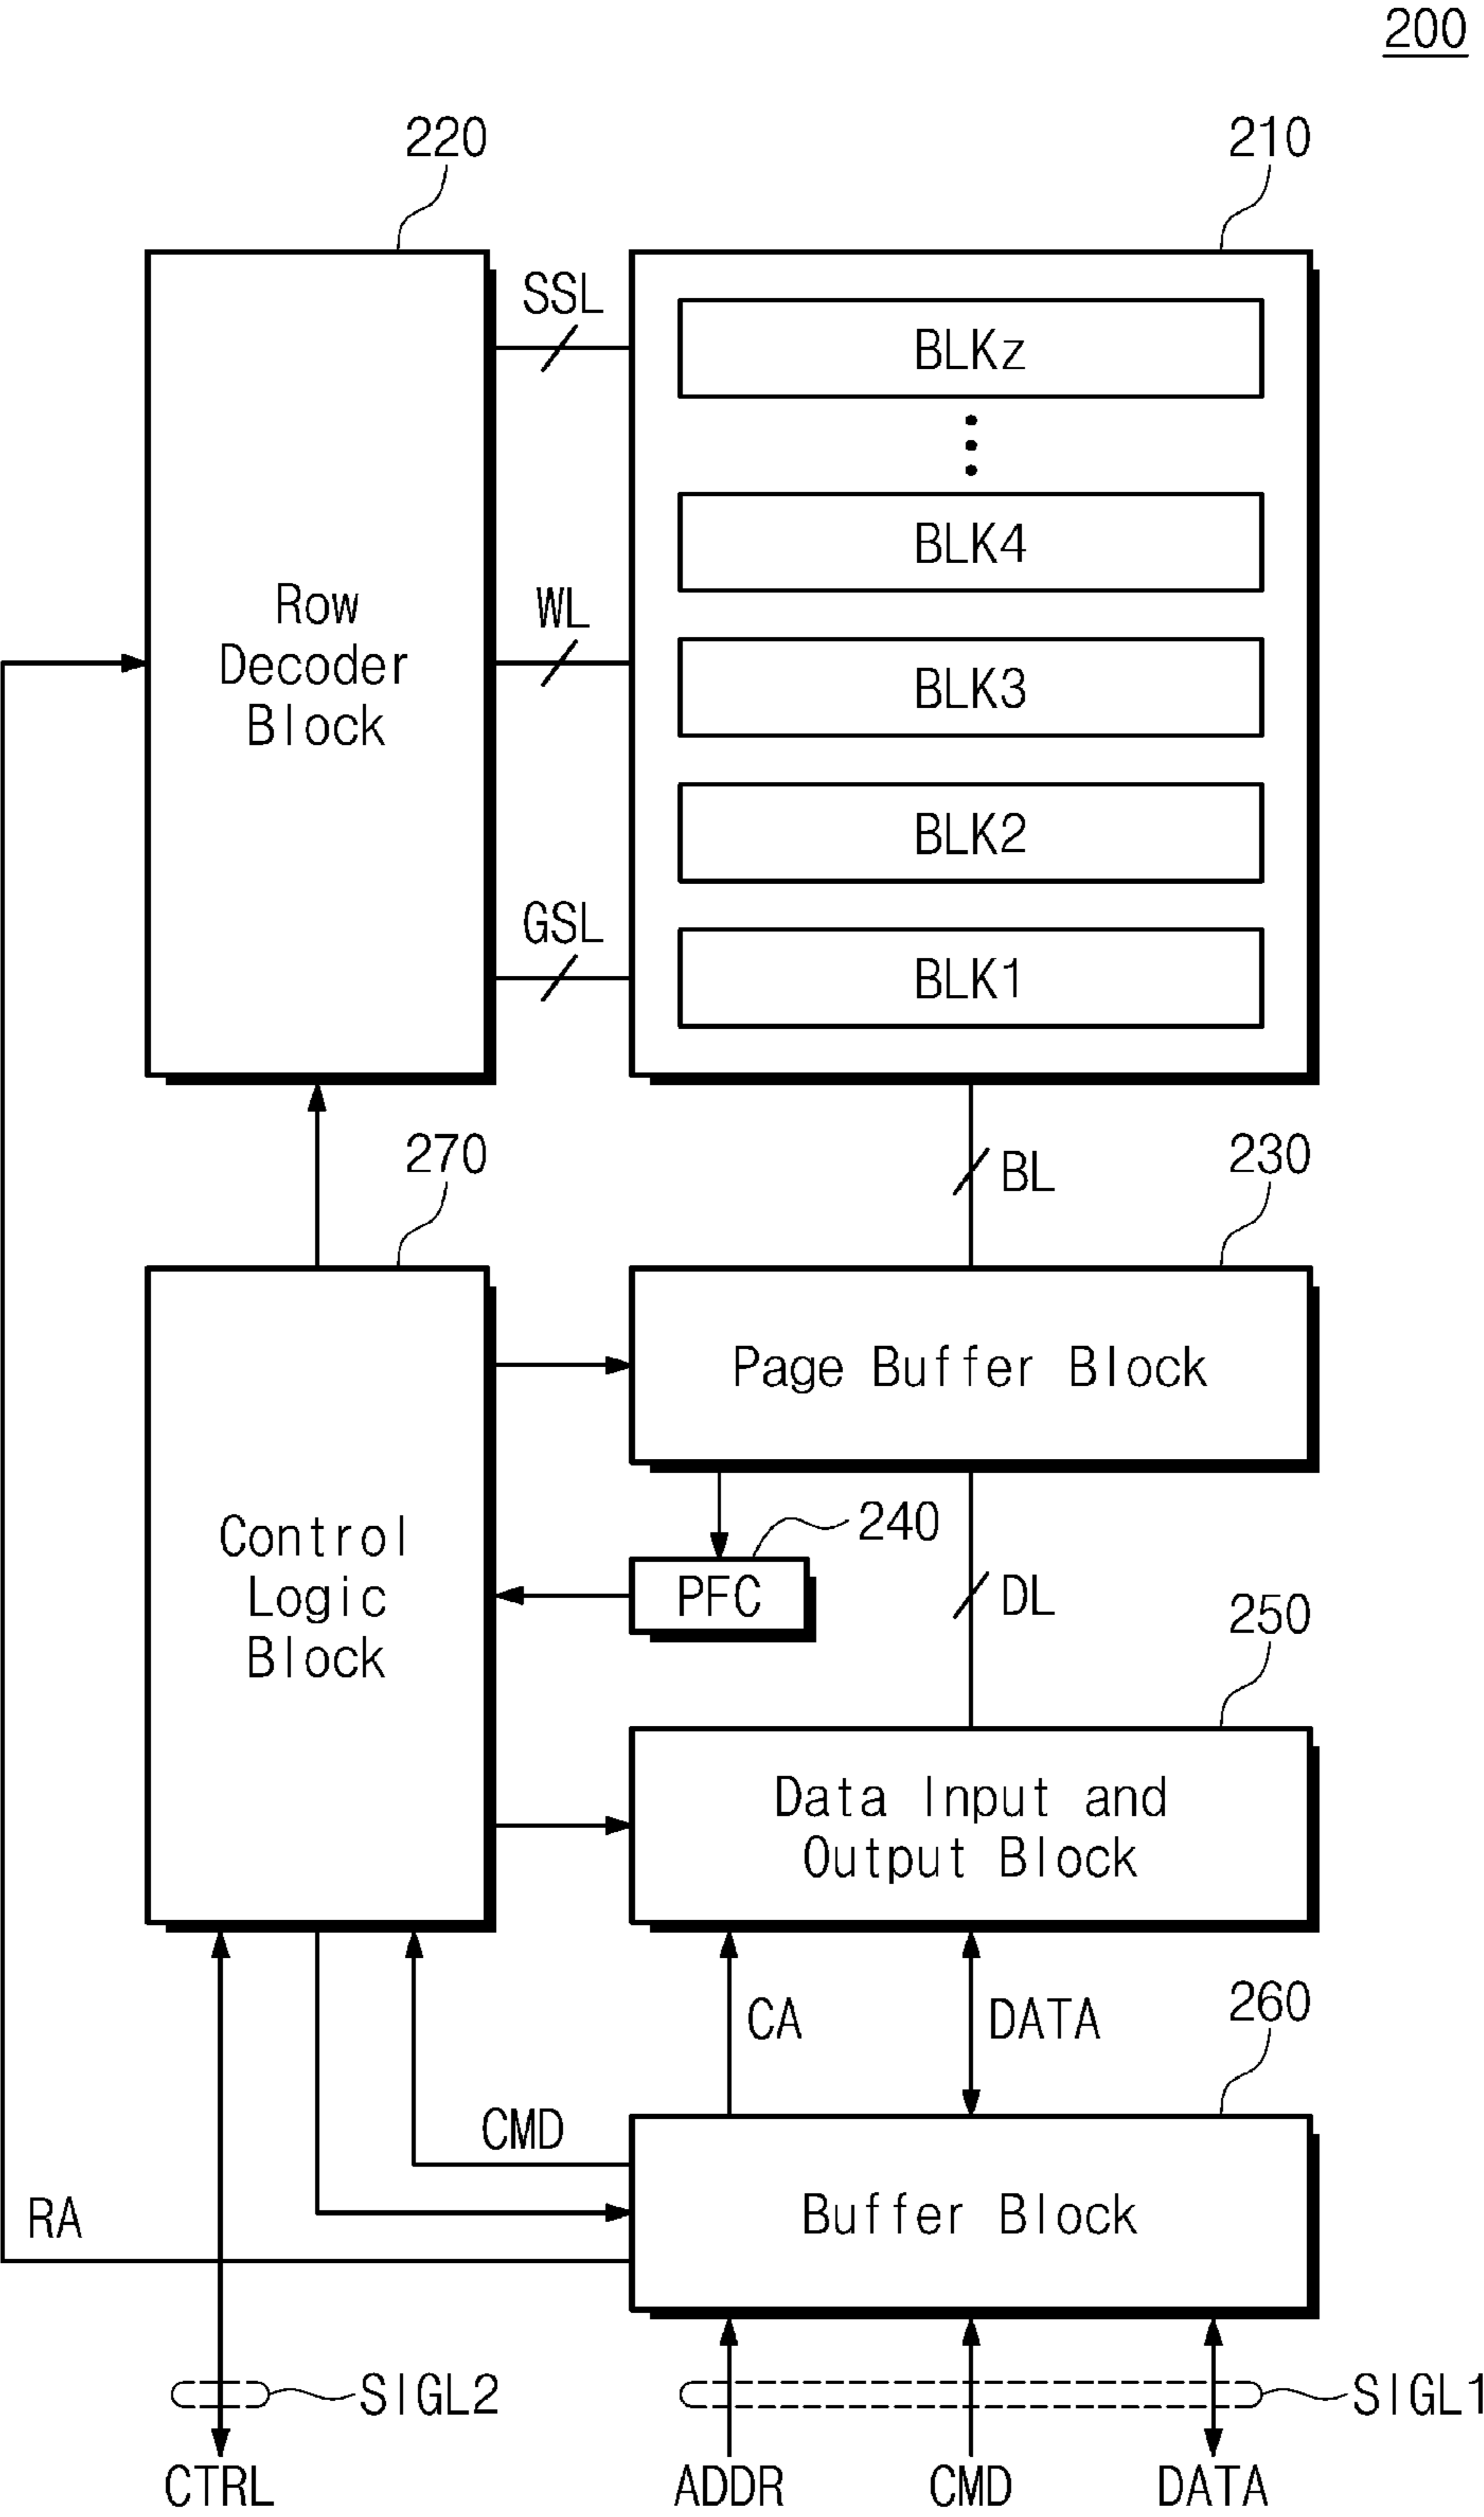 200
220
210
SSL
BLKz
BLK4
Row
Decoder
Block
WL
BLK3
BLK2
GSL
BLK1
270
BL
230
Page Buffer Block
Control
Logic
Block
240
PFC
DL
250
Data Input and
Output Block
CA
DATA
260
CMD
RA
Buffer Block
SIGL2
SIGL1
CTRL
ADDR
CMD
DATA